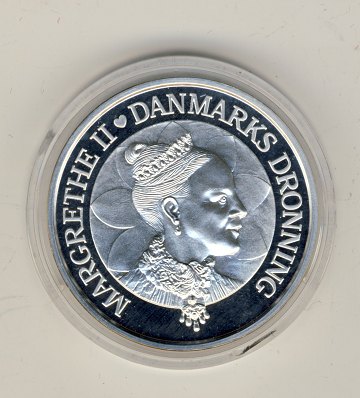 MARGRETHE II ♥ DANMARKS DRONNING